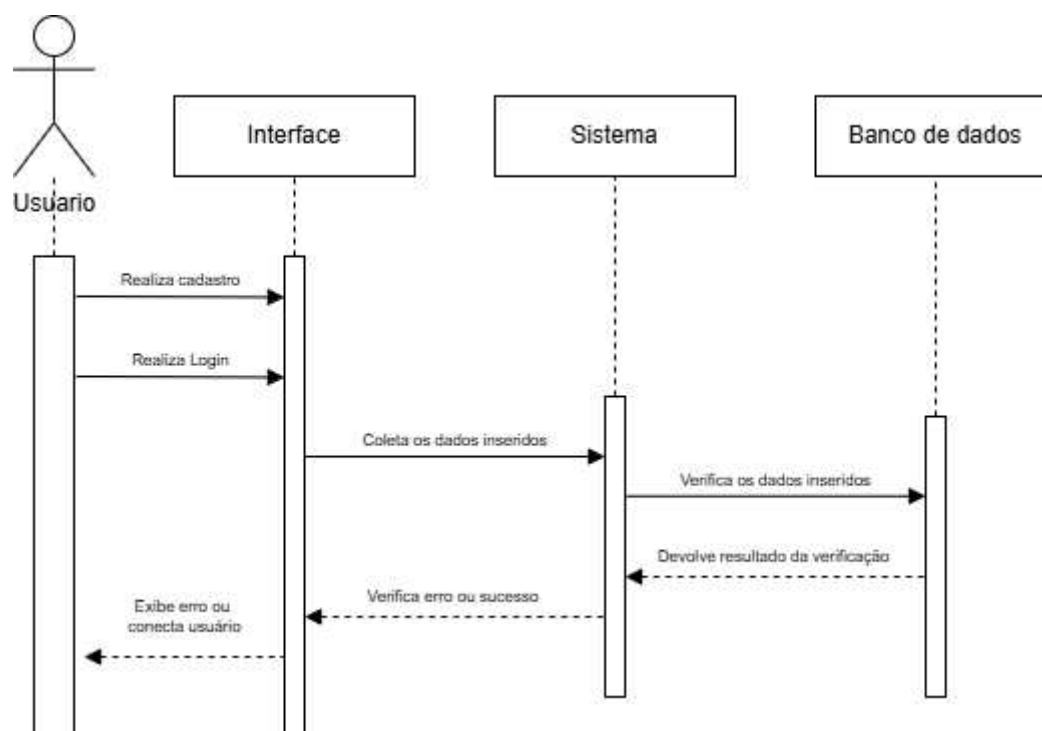 Interface
Sistema
Banco de dados
Usuario
Realiza cadastro
Realiza Login
Coleta os dados inseridos
Verifica os dados inseridos
Devolve resultado da verificação
Verifica erro ou sucesso
Exibe erro ou
conecta usuário